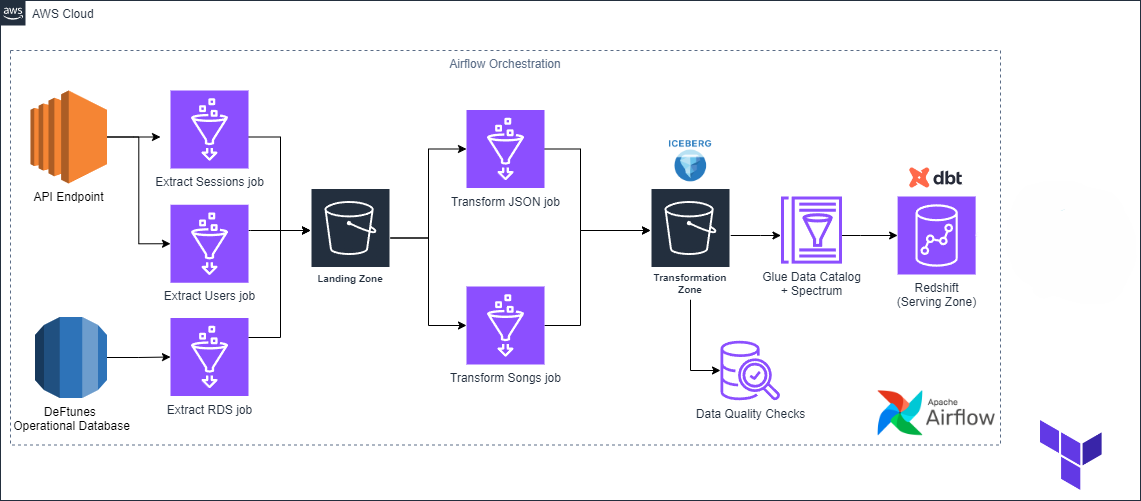 aws
AWS Cloud
Airflow Orchestration
API Endpoint
Extract Sessions job
Extract Users job
DeFtunes
Operational Database
Extract RDS job
Landing Zone
Transform JSON job
Transform Songs job
ICEBERG
Transformation
Zone
Data Quality Checks
Glue Data Catalog
+ Spectrum
dbt
Redshift
(Serving Zone)
Apache
Airflow